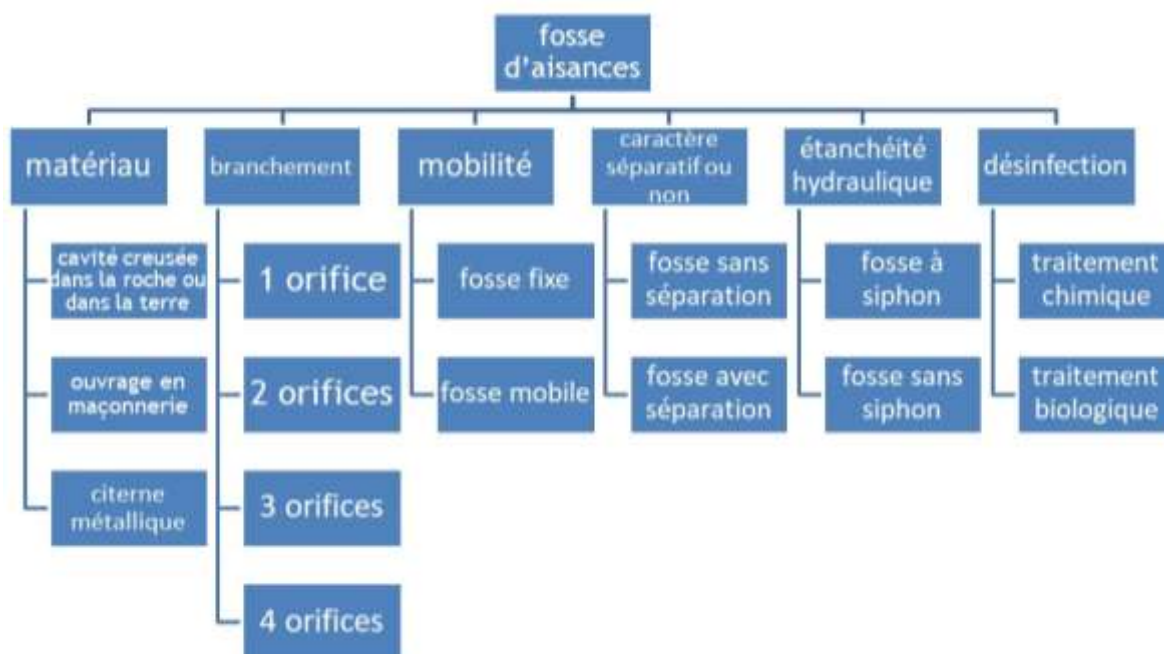 fosse
d'aisances
matériau
branchement
mobilité
caractère
séparatif ou
non
étanchéité
hydraulique
désinfection
cavité creusée
dans la roche ou
dans la terre
ouvrage en
maçonnerie
citerne
métallique
1 orifice
2 orifices
3 orifices
4 orifices
fosse fixe
fosse mobile
fosse sans
séparation
fosse avec
séparation
fosse à
siphon
fosse sans
siphon
traitement
chimique
traitement
biologique